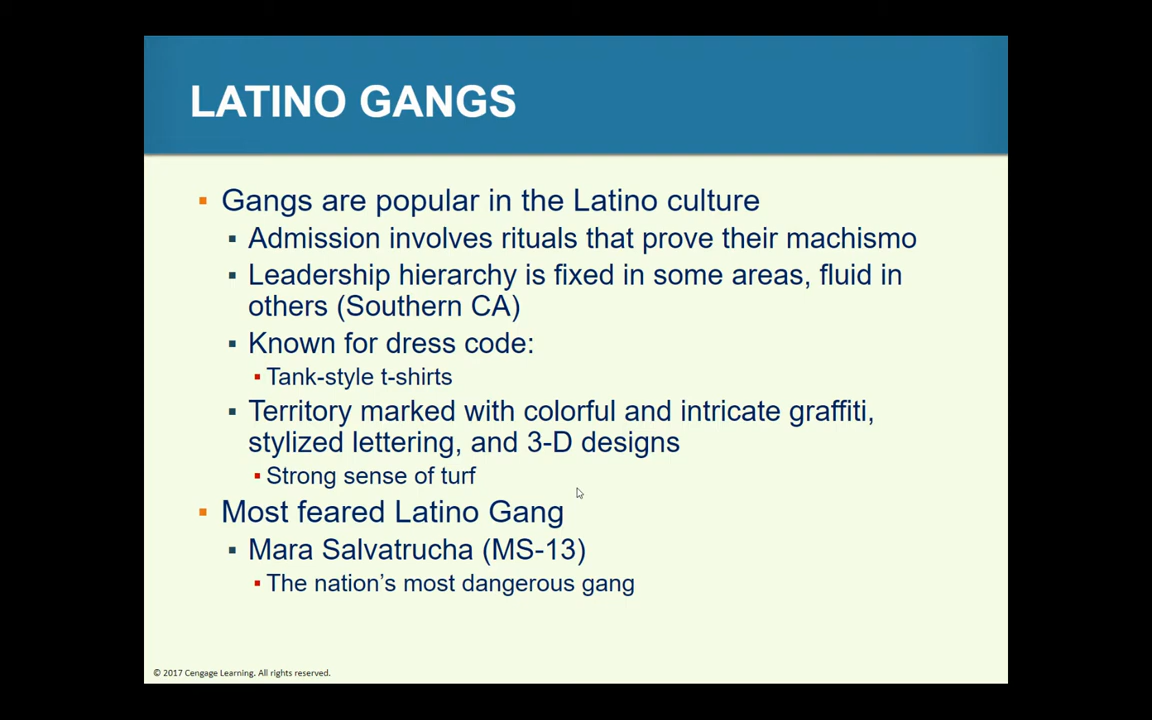 LATINO GANGS
▪ Gangs are popular in the Latino culture
▪ Admission involves rituals that prove their machismo
▪ Leadership hierarchy is fixed in some areas, fluid in
others (Southern CA)
▪ Known for dress code:
▪ Tank-style t-shirts
▪ Territory marked with colorful and intricate graffiti,
stylized lettering, and 3-D designs
▪ Strong sense of turf
▪ Most feared Latino Gang
▪ Mara Salvatrucha (MS-13)
▪ The nation’s most dangerous gang
© 2017 Cengage Learning. All rights reserved.